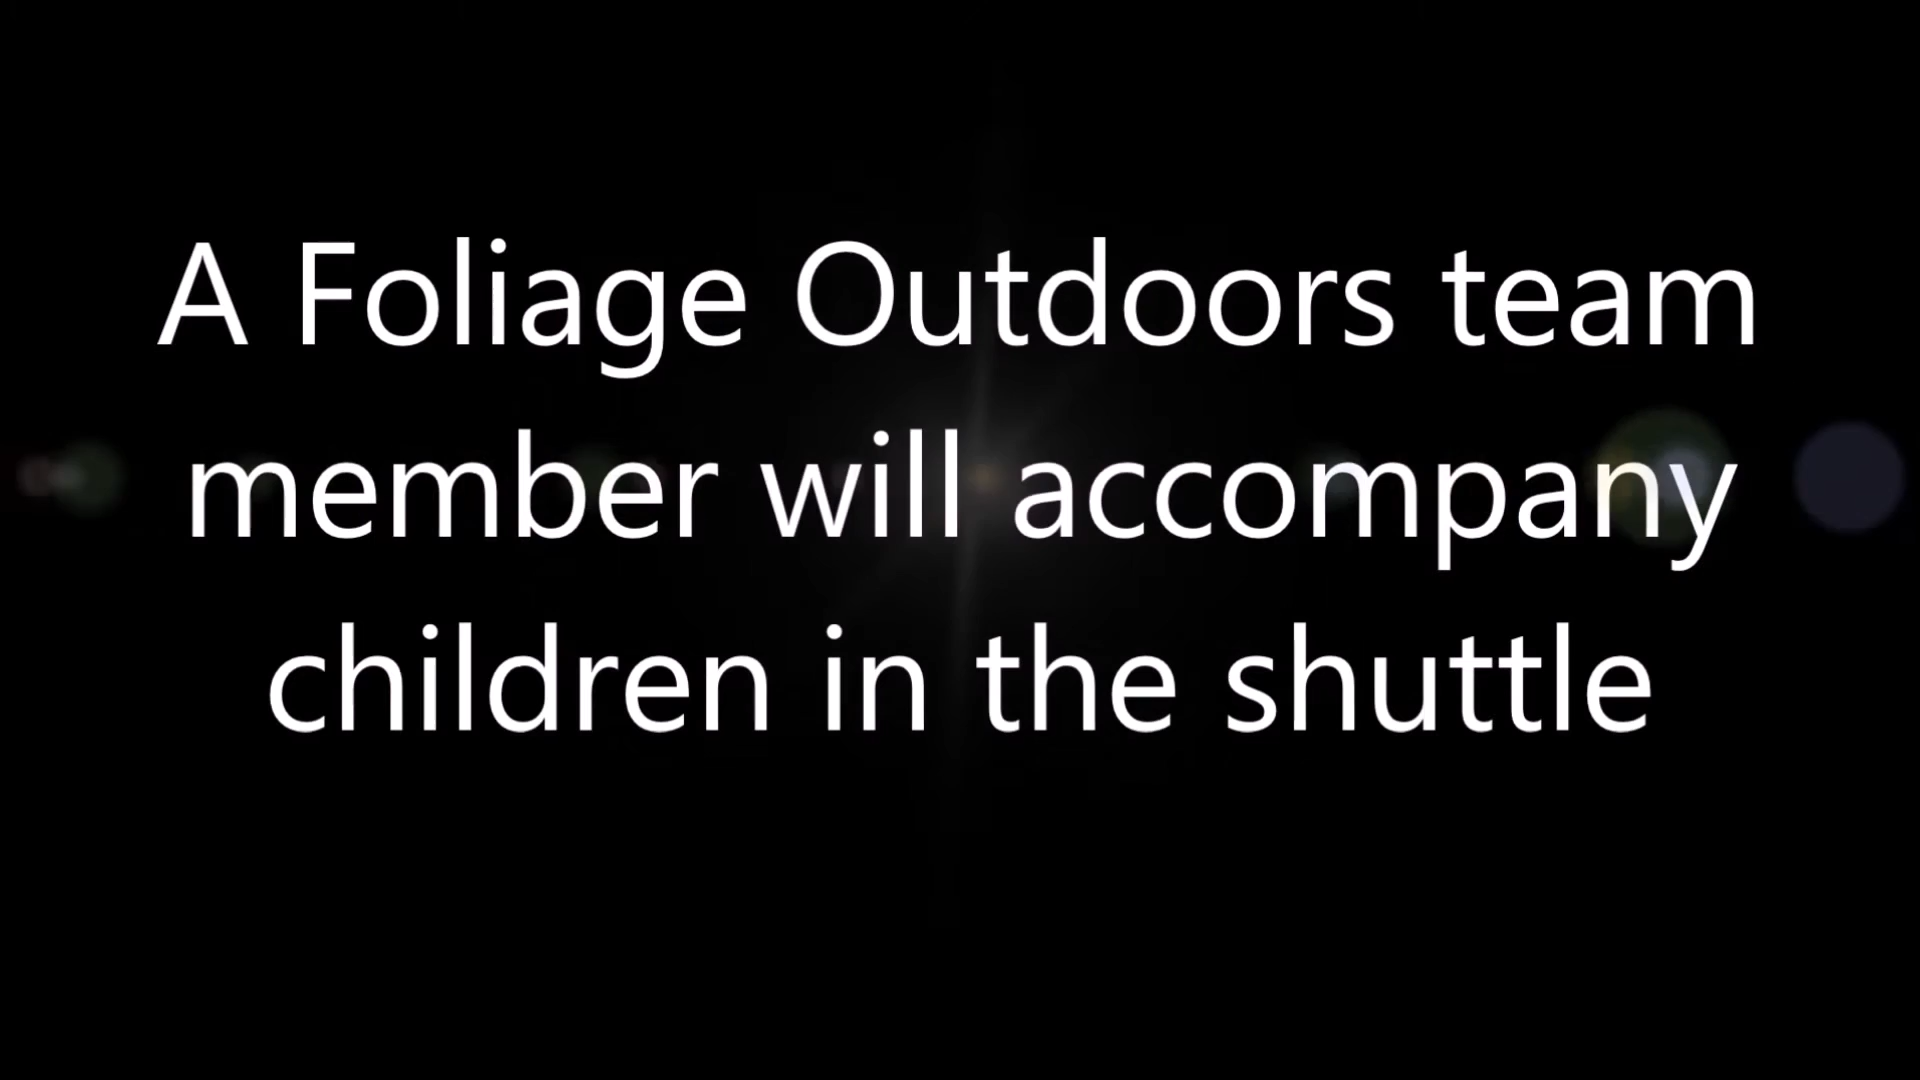 A Foliage Outdoors team
member will accompany
children in the shuttle